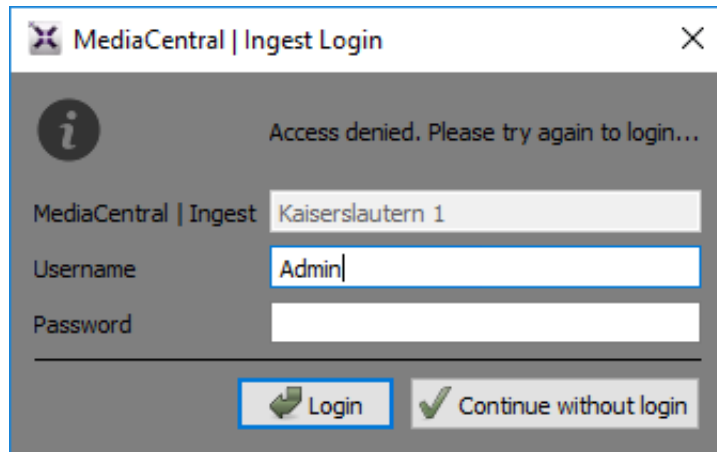 MediaCentral | Ingest Login
Access denied. Please try again to login...
MediaCentral | Ingest Kaiserslautern 1
Username Admin
Password
Login Continue without login